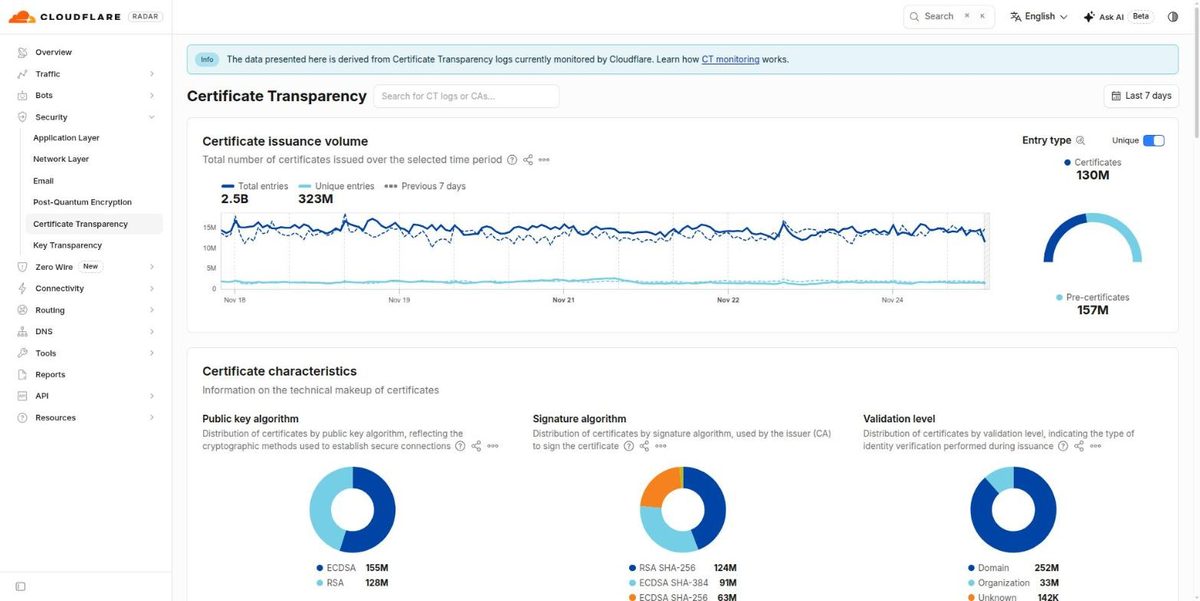 CLOUDFLARE RADAR
Search * K
English
Ask AI Beta
Overview
Traffic
Bots
Security
Application Layer
Network Layer
Email
Post-Quantum Encryption
Certificate Transparency
Key Transparency
Zero Wire New
Connectivity
Routing
DNS
Tools
Reports
API
Resources
Info The data presented here is derived from Certificate Transparency logs currently monitored by Cloudflare. Learn how CT monitoring works.
Certificate Transparency
Search for CT logs or CAs...
Last 7 days
Certificate issuance volume
Total number of certificates issued over the selected time period
Total entries Unique entries Previous 7 days
2.5B 323M
15M
10M
5M
0
Nov 18 Nov 19 Nov 21 Nov 22 Nov 24
Entry type Unique
Certificates
130M
Pre-certificates
157M
Certificate characteristics
Information on the technical makeup of certificates
Public key algorithm
Distribution of certificates by public key algorithm, reflecting the
cryptographic methods used to establish secure connections
ECDSA 155M
RSA 128M
Signature algorithm
Distribution of certificates by signature algorithm, used by the issuer (CA)
to sign the certificate
RSA SHA-256 124M
ECDSA SHA-384 91M
ECDSA SHA-256 63M
Validation level
Distribution of certificates by validation level, indicating the type of
identity verification performed during issuance
Domain 252M
Organization 33M
Unknown 142K